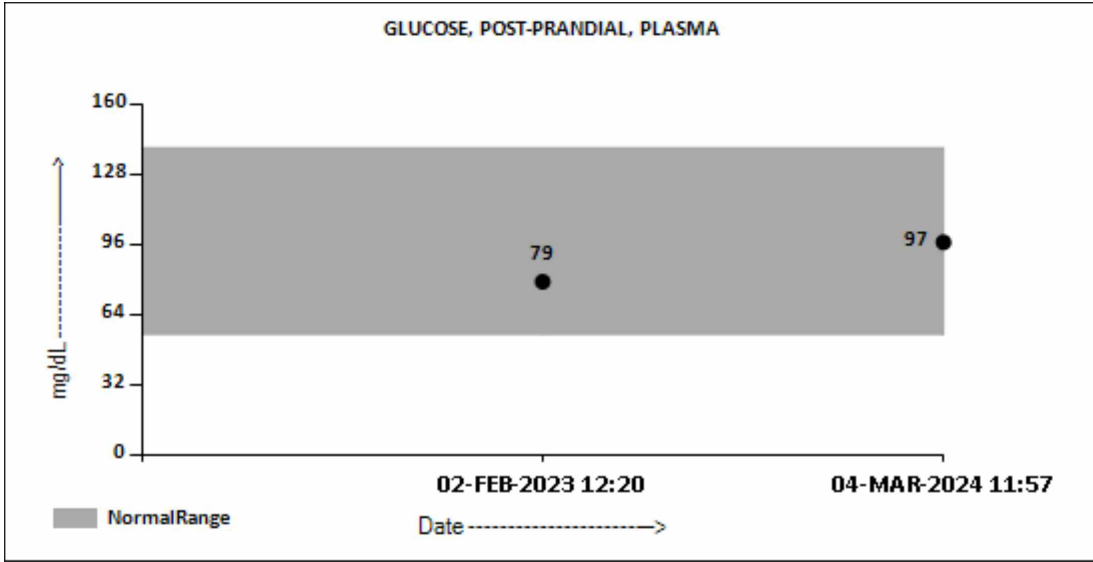 GLUCOSE, POST-PRANDIAL, PLASMA
160
128
96
64
32
0
mg/dL
79
97
02-FEB-2023 12:20
04-MAR-2024 11:57
NormalRange
Date